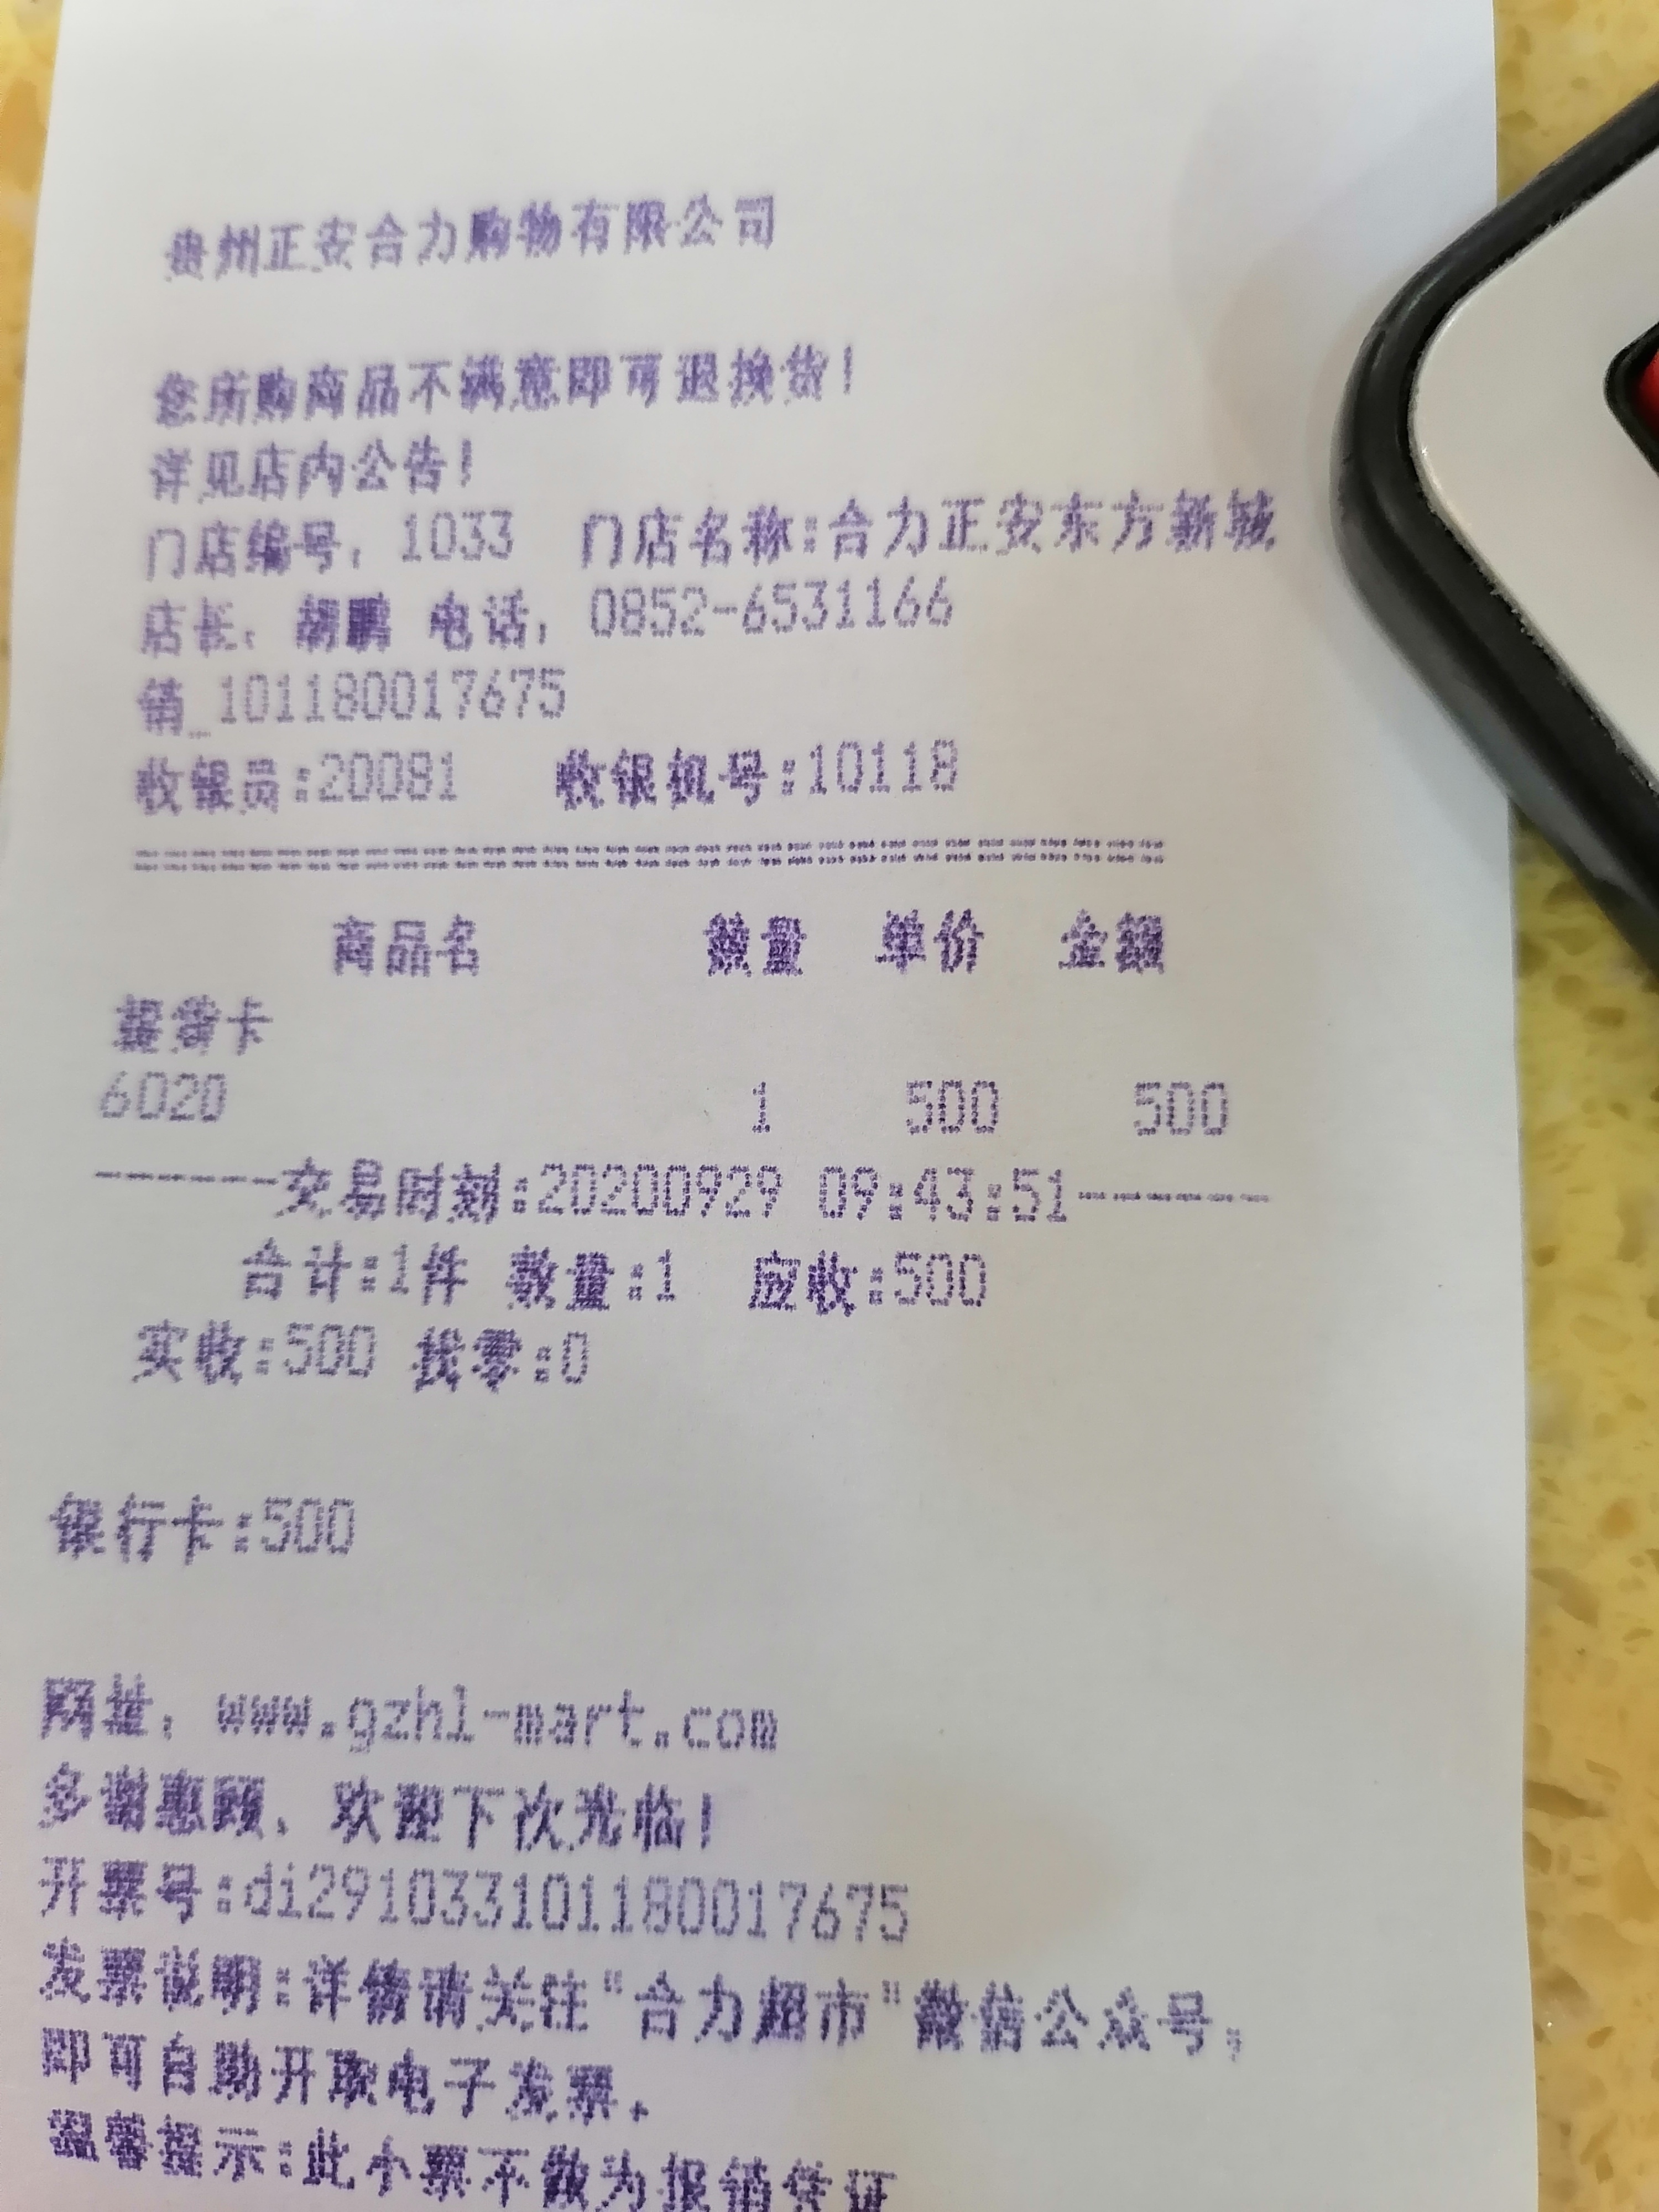 贵州正安合力购物有限公司
您所购商品不满意即可退换货!
详见店内公告!
门店编号, 1033 门店名称:合力正安东方新城
店长, 胡鹏 电话, 0852-6531166
销_101180017675
收银员:20081 收银机号:10118
商品名 数量 单价 金额
提货卡
6020 1 500 500
------交易时刻:20200929 09:43:51-------
合计:1件 数量:1 应收:500
实收:500 找零:0
银行卡:500
网址, www.gzhl-mart.com
多谢惠顾、欢迎下次光临!
开票号:di291033101180017675
发票说明:详情请关注"合力超市"微信公众号,
即可自助开取电子发票.
温馨提示:此小票不做为报销凭证